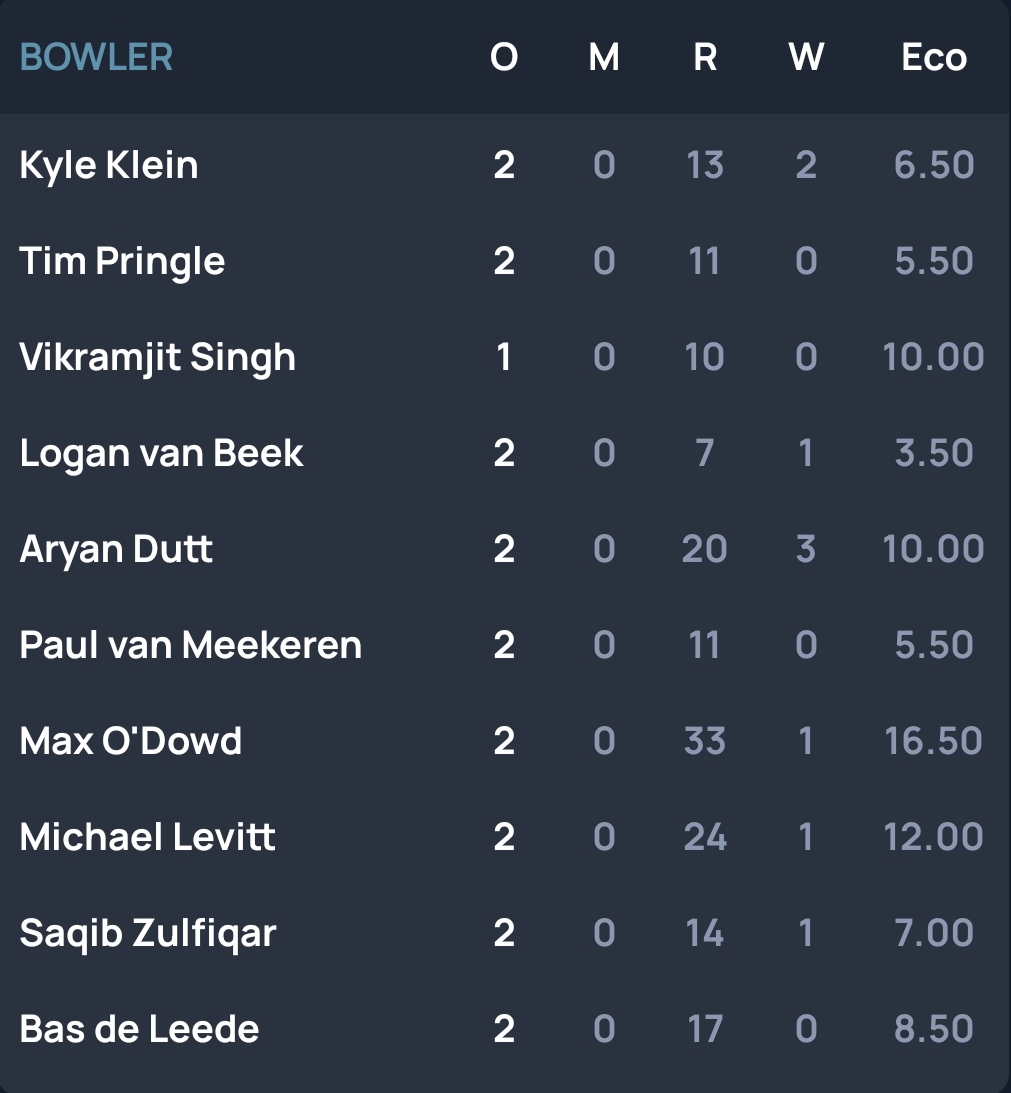 BOWLER O M R W Eco
Kyle Klein 2 0 13 2 6.50
Tim Pringle 2 0 11 0 5.50
Vikramjit Singh 1 0 10 0 10.00
Logan van Beek 2 0 7 1 3.50
Aryan Dutt 2 0 20 3 10.00
Paul van Meekeren 2 0 11 0 5.50
Max O'Dowd 2 0 33 1 16.50
Michael Levitt 2 0 24 1 12.00
Saqib Zulfiqar 2 0 14 1 7.00
Bas de Leede 2 0 17 0 8.50